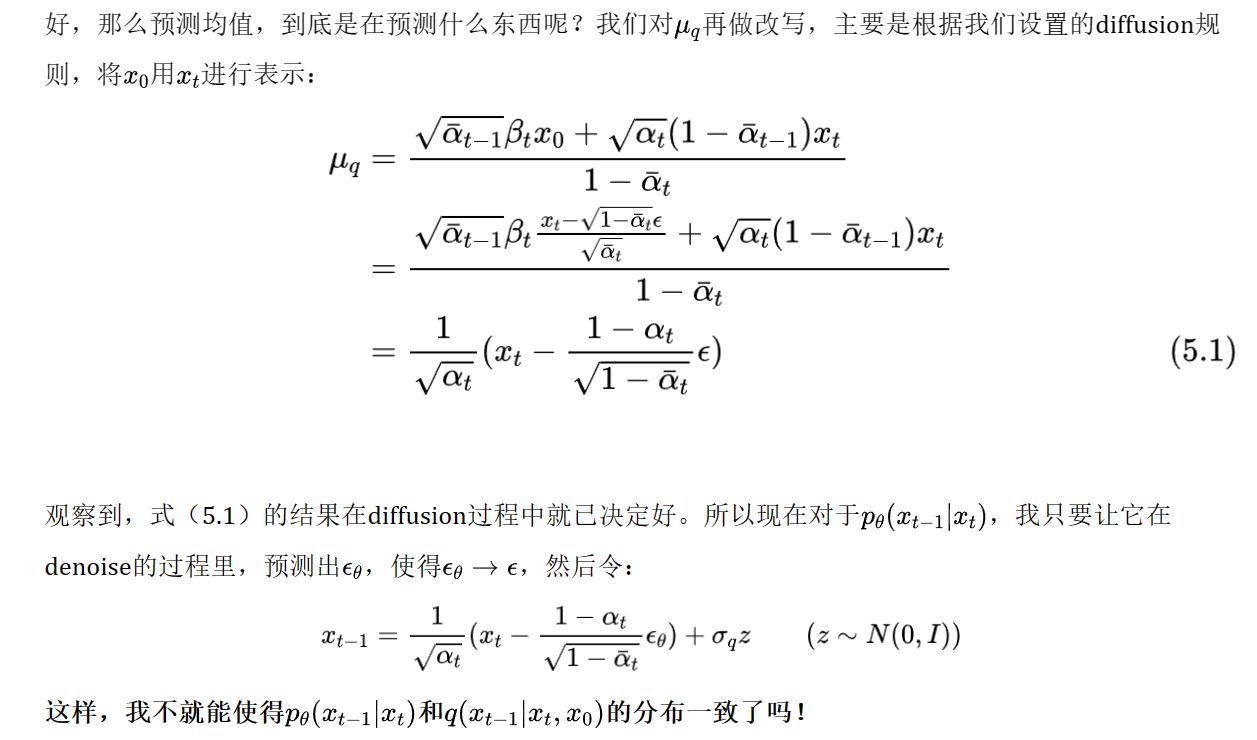 好，那么预测均值，到底是在预测什么东西呢？我们对$\mu_q$再做改写，主要是根据我们设置的diffusion规
则，将$x_0$用$x_t$进行表示：
$\mu_q = \frac{\sqrt{\bar{\alpha}_{t-1}}\beta_t x_0 + \sqrt{\alpha_t}(1 - \bar{\alpha}_{t-1})x_t}{1 - \bar{\alpha}_t}$
$= \frac{\sqrt{\bar{\alpha}_{t-1}}\beta_t \frac{x_t - \sqrt{1 - \bar{\alpha}_t}\epsilon}{\sqrt{\bar{\alpha}_t}} + \sqrt{\alpha_t}(1 - \bar{\alpha}_{t-1})x_t}{1 - \bar{\alpha}_t}$
$= \frac{1}{\sqrt{\alpha_t}}(x_t - \frac{1 - \alpha_t}{\sqrt{1 - \bar{\alpha}_t}}\epsilon)$ (5.1)
观察到，式（5.1）的结果在diffusion过程中就已决定好。所以现在对于$p_\theta(x_{t-1}|x_t)$，我只要让它在
denoise的过程里，预测出$\epsilon_\theta$，使得$\epsilon_\theta \to \epsilon$，然后令：
$x_{t-1} = \frac{1}{\sqrt{\alpha_t}}(x_t - \frac{1 - \alpha_t}{\sqrt{1 - \bar{\alpha}_t}}\epsilon_\theta) + \sigma_q z \quad (z \sim N(0, I))$
这样，我不就能使得$p_\theta(x_{t-1}|x_t)$和$q(x_{t-1}|x_t, x_0)$的分布一致了吗！